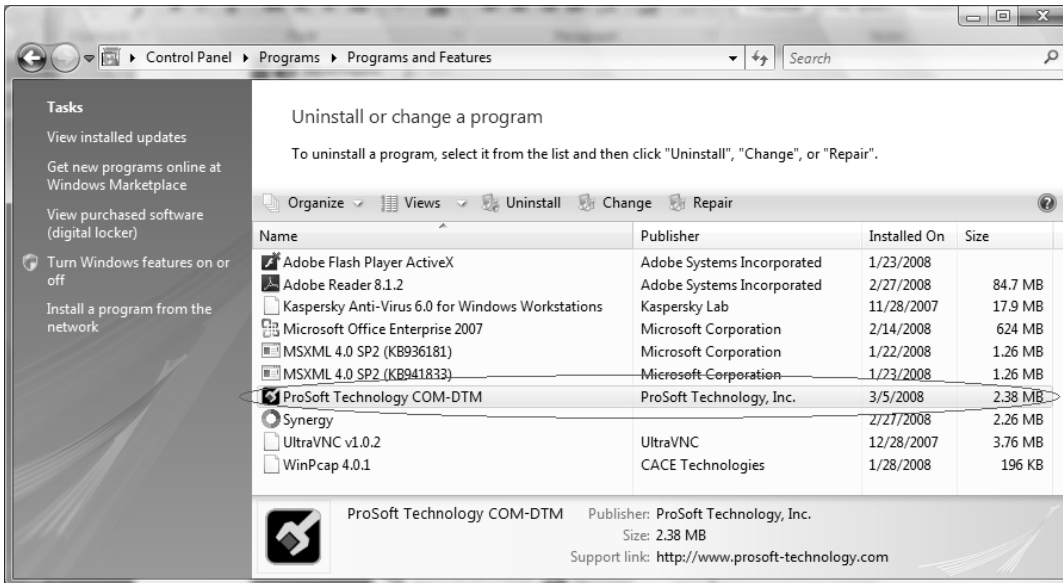 Control Panel Programs Programs and Features Search
Tasks
View installed updates
Get new programs online at
Windows Marketplace
View purchased software
(digital locker)
Turn Windows features on or
off
Install a program from the
network
Uninstall or change a program
To uninstall a program, select it from the list and then click "Uninstall", "Change", or "Repair".
Organize Views Uninstall Change Repair
Name Publisher Installed On Size
Adobe Flash Player ActiveX Adobe Systems Incorporated 1/23/2008
Adobe Reader 8.1.2 Adobe Systems Incorporated 2/27/2008 84.7 MB
Kaspersky Anti-Virus 6.0 for Windows Workstations Kaspersky Lab 11/28/2007 17.9 MB
Microsoft Office Enterprise 2007 Microsoft Corporation 2/14/2008 624 MB
MSXML 4.0 SP2 (KB936181) Microsoft Corporation 1/22/2008 1.26 MB
MSXML 4.0 SP2 (KB941833) Microsoft Corporation 1/23/2008 1.26 MB
ProSoft Technology COM-DTM ProSoft Technology, Inc. 3/5/2008 2.38 MB
Synergy 2/27/2008 2.26 MB
UltraVNC v1.0.2 UltraVNC 12/28/2007 3.76 MB
WinPcap 4.0.1 CACE Technologies 1/28/2008 196 KB
ProSoft Technology COM-DTM Publisher: ProSoft Technology, Inc.
Size: 2.38 MB
Support link: http://www.prosoft-technology.com